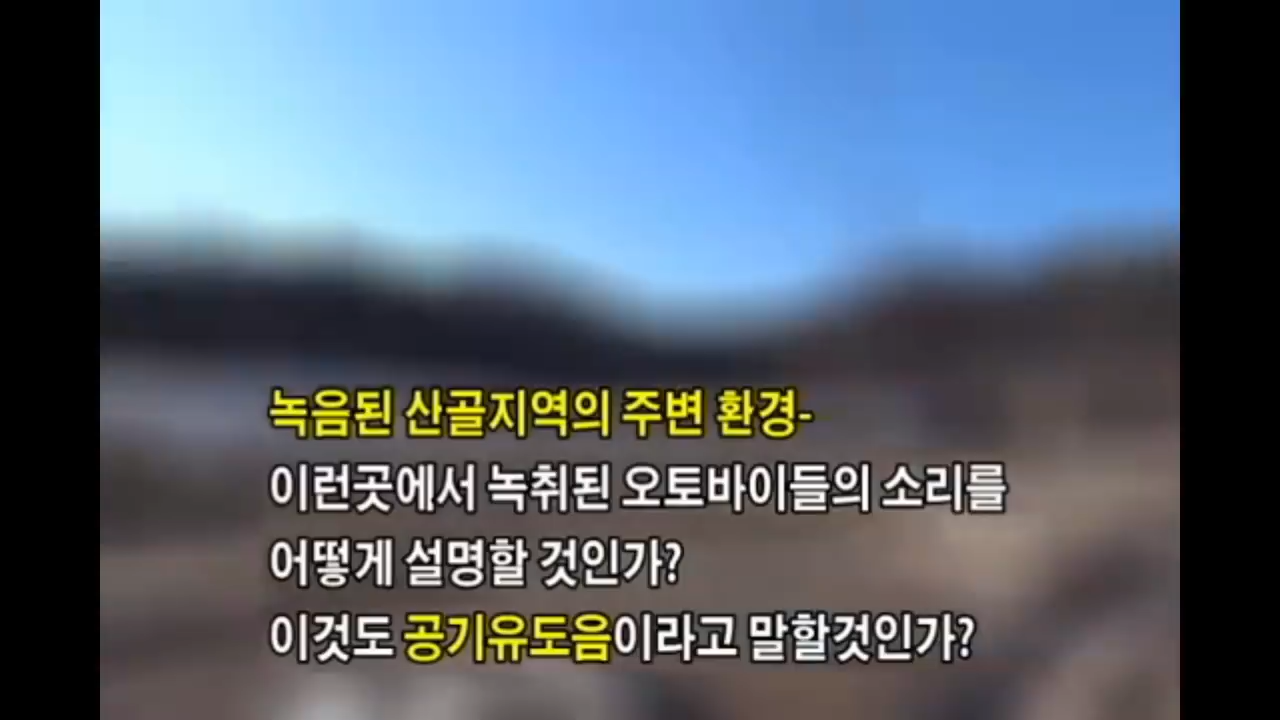 녹음된 산골지역의 주변 환경-
이런곳에서 녹취된 오토바이들의 소리를
어떻게 설명할 것인가?
이것도 공기유도음이라고 말할것인가?